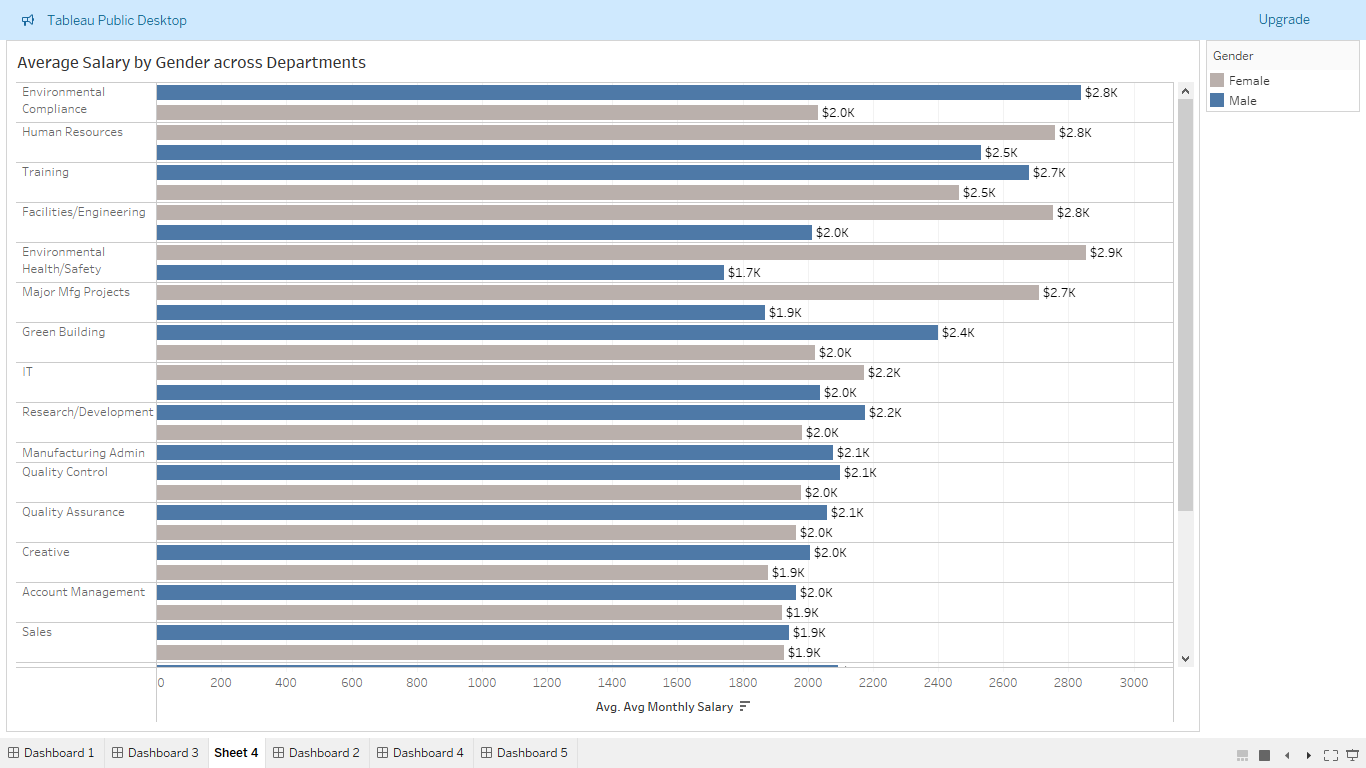 Tableau Public Desktop
Upgrade
Average Salary by Gender across Departments
Gender
Female
Male
Environmental
Compliance
$2.8K
$2.0K
Human Resources
$2.8K
$2.5K
Training
$2.7K
$2.5K
Facilities/Engineering
$2.8K
$2.0K
Environmental
Health/Safety
$2.9K
$1.7K
Major Mfg Projects
$2.7K
$1.9K
Green Building
$2.4K
$2.0K
IT
$2.2K
$2.0K
Research/Development
$2.2K
$2.0K
Manufacturing Admin
$2.1K
Quality Control
$2.1K
$2.0K
Quality Assurance
$2.1K
$2.0K
Creative
$2.0K
$1.9K
Account Management
$2.0K
$1.9K
Sales
$1.9K
$1.9K
0 200 400 600 800 1000 1200 1400 1600 1800 2000 2200 2400 2600 2800 3000
Avg. Avg Monthly Salary
Dashboard 1 Dashboard 3 Sheet 4 Dashboard 2 Dashboard 4 Dashboard 5